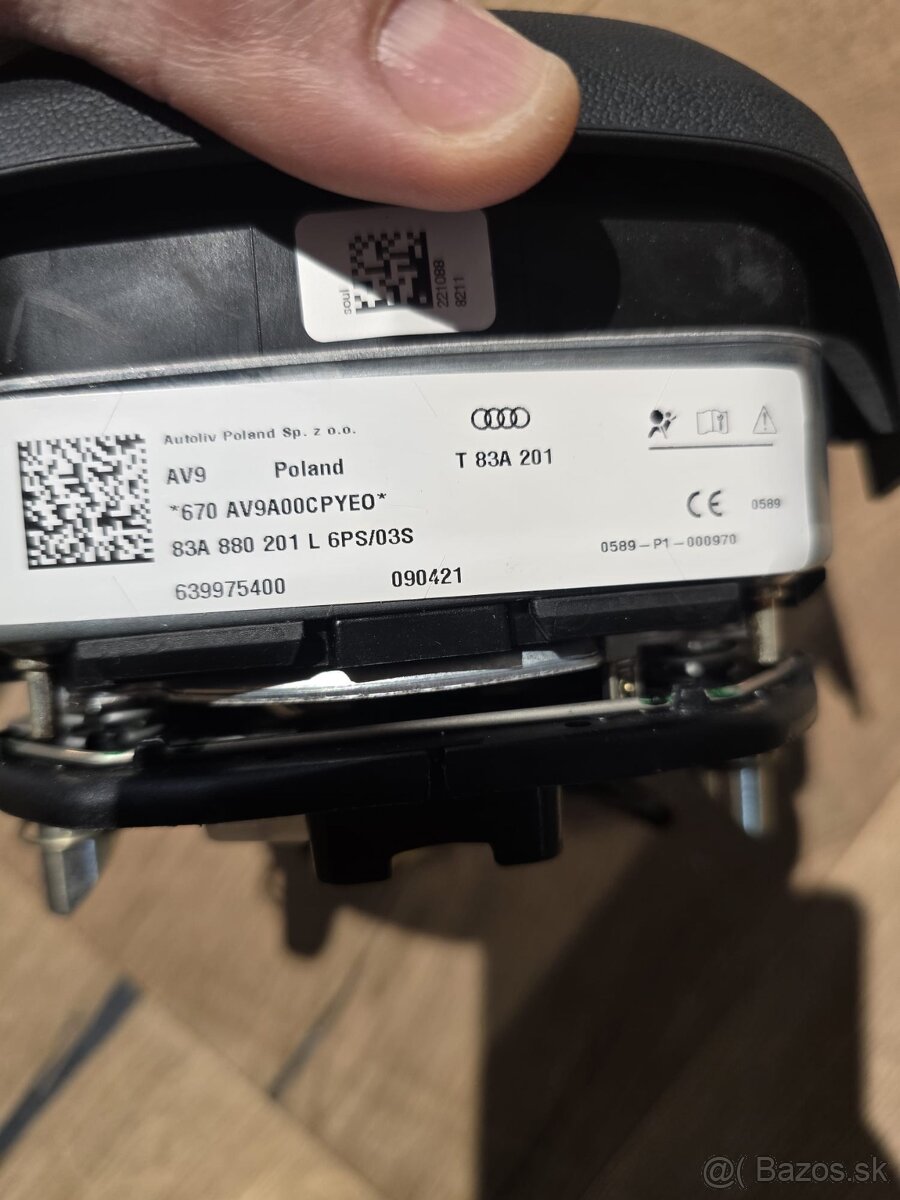 soul
221088
8211
Autoliv Poland Sp. z o.o.
AV9 Poland
T 83A 201
*670 AV9A00CPYEO*
83A 880 201 L 6PS/03S
639975400 090421
CE 0589
0589-P1-000970
@( Bazos.sk